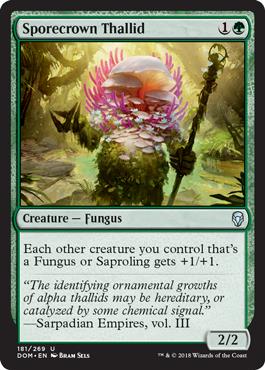 Sporecrown Thallid 1
Creature — Fungus
Each other creature you control that's
a Fungus or Saproling gets +1/+1.
“The identifying ornamental growths
of alpha thallids may be hereditary, or
catalyzed by some chemical signal.”
—Sarpadian Empires, vol. III
2/2
181/269 U
DOM • EN Bram Sels
™ & © 2018 Wizards of the Coast